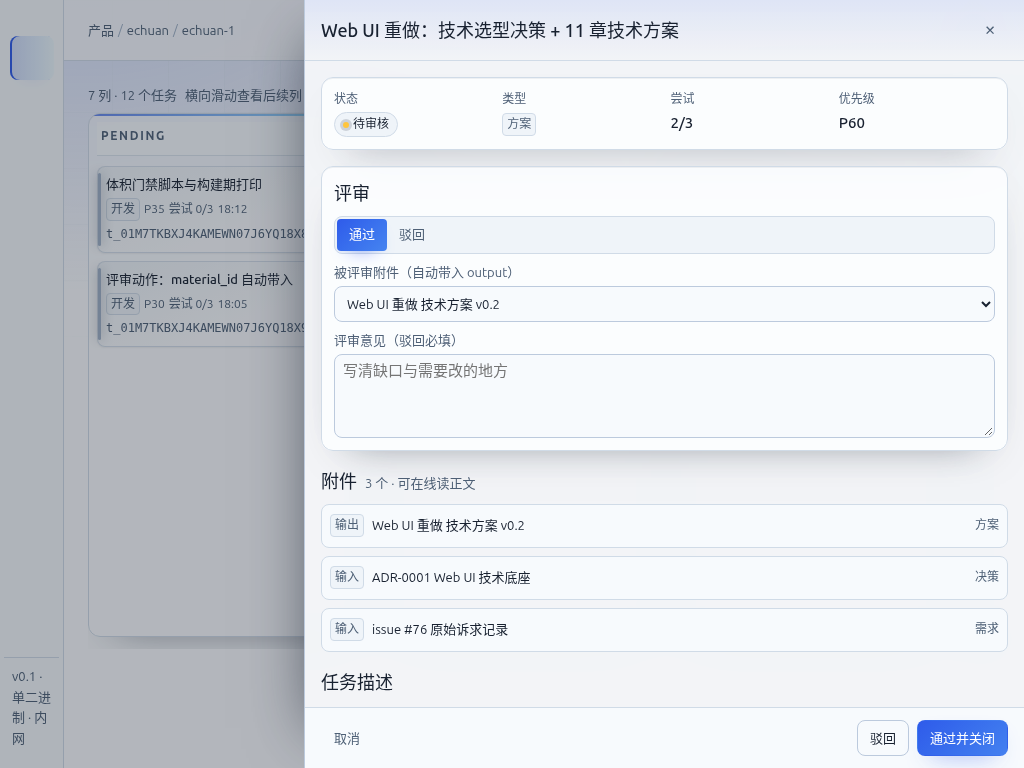 产品 / echuan / echuan-1
7 列 · 12 个任务 横向滑动查看后续列
PENDING
体积门禁脚本与构建期打印
开发 P35 尝试 0/3 18:12
t_01M7TKBXJ4KAMEWN07J6YQ18X
评审动作：material_id 自动带入
开发 P30 尝试 0/3 18:05
t_01M7TKBXJ4KAMEWN07J6YQ18X
v0.1 ·
单二进
制 · 内
网
Web UI 重做：技术选型决策 + 11 章技术方案
×
状态 类型 尝试 优先级
待审核 方案 2/3 P60
评审
通过 驳回
被评审附件（自动带入 output）
Web UI 重做 技术方案 v0.2
评审意见（驳回必填）
写清缺口与需要改的地方
附件 3 个 · 可在线读正文
输出 Web UI 重做 技术方案 v0.2 方案
输入 ADR-0001 Web UI 技术底座 决策
输入 issue #76 原始诉求记录 需求
任务描述
取消 驳回 通过并关闭